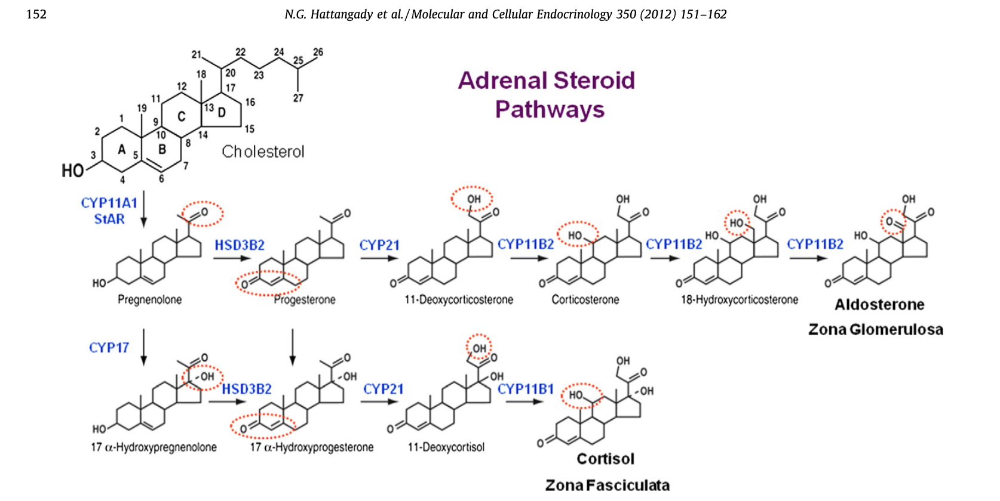 152
N.G. Hattangady et al. / Molecular and Cellular Endocrinology 350 (2012) 151–162
Adrenal Steroid
Pathways
21
22
24
25
26
20
23
18
27
12
17
11
16
13
19
C
D
1
9
2
10
14
15
8
A
B
3
5
7
HO
4
6
Cholesterol
CYP11A1
StAR
O
HO
Pregnenolone
HSD3B2
O
O
Progesterone
CYP21
OH
O
O
11-Deoxycorticosterone
CYP11B2
OH
O
HO
O
Corticosterone
CYP11B2
OH
O
HO
HO
O
18-Hydroxycorticosterone
CYP11B2
OH
O
O
HO
O
Aldosterone
Zona Glomerulosa
CYP17
O
OH
HO
17 α-Hydroxypregnenolone
HSD3B2
O
OH
O
17 α-Hydroxyprogesterone
CYP21
OH
O
OH
O
11-Deoxycortisol
CYP11B1
OH
O
HO
OH
O
Cortisol
Zona Fasciculata